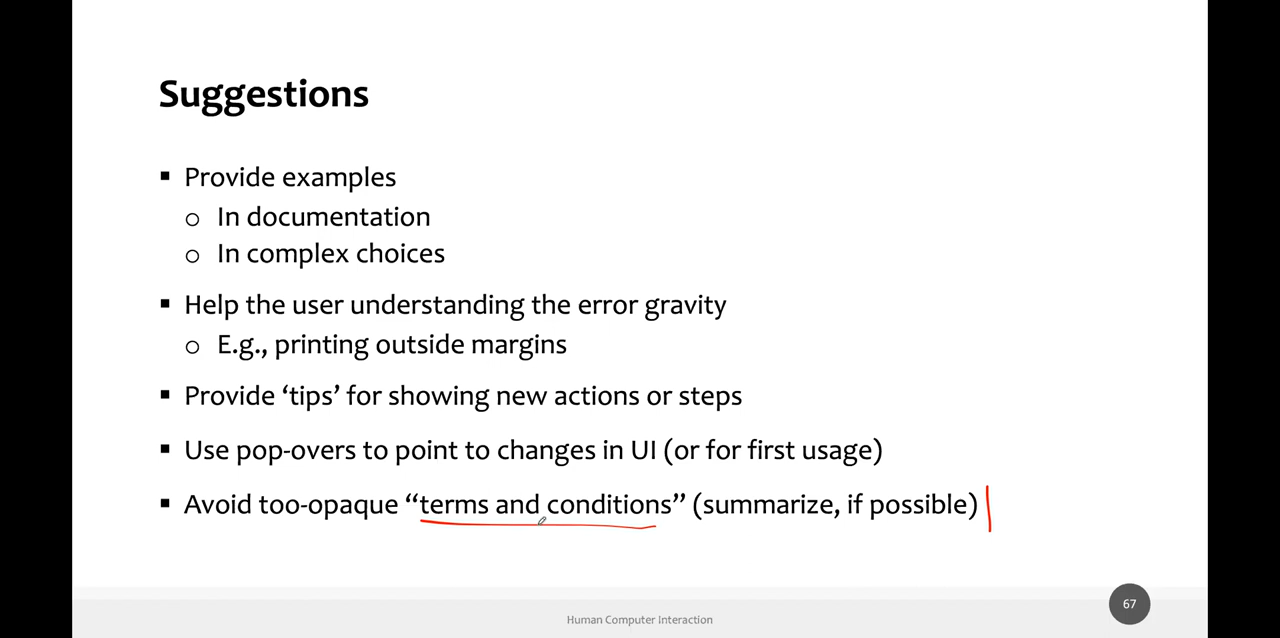 Suggestions
▪ Provide examples
o In documentation
o In complex choices
▪ Help the user understanding the error gravity
o E.g., printing outside margins
▪ Provide ‘tips’ for showing new actions or steps
▪ Use pop-overs to point to changes in UI (or for first usage)
▪ Avoid too-opaque “terms and conditions” (summarize, if possible)
67
Human Computer Interaction